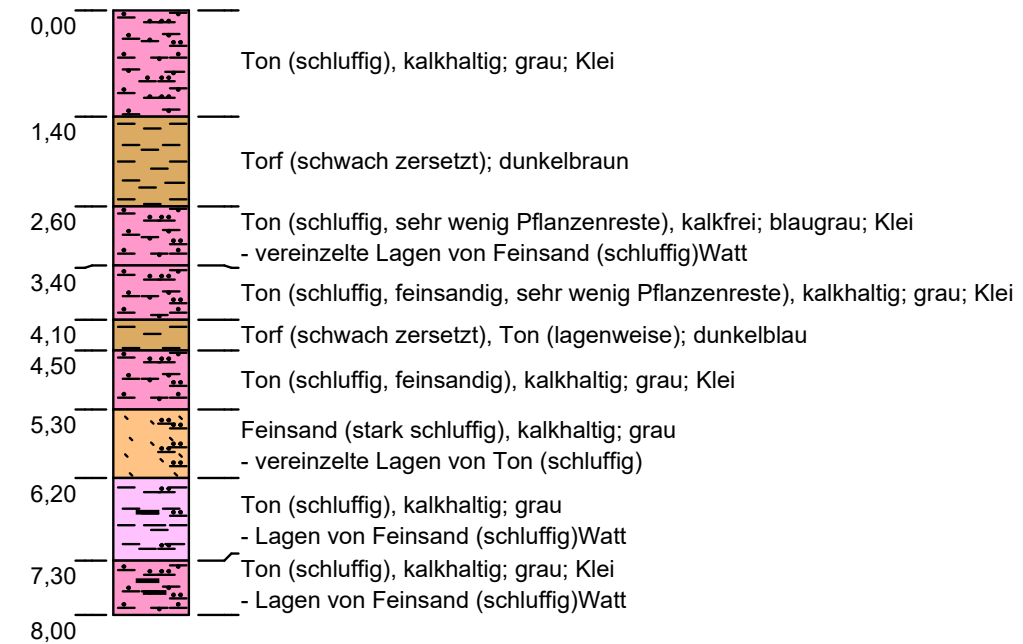 0,00
Ton (schluffig), kalkhaltig; grau; Klei
1,40
Torf (schwach zersetzt); dunkelbraun
2,60
Ton (schluffig, sehr wenig Pflanzenreste), kalkfrei; blaugrau; Klei
- vereinzelte Lagen von Feinsand (schluffig)Watt
3,40
Ton (schluffig, feinsandig, sehr wenig Pflanzenreste), kalkhaltig; grau; Klei
4,10
Torf (schwach zersetzt), Ton (lagenweise); dunkelblau
4,50
Ton (schluffig, feinsandig), kalkhaltig; grau; Klei
5,30
Feinsand (stark schluffig), kalkhaltig; grau
- vereinzelte Lagen von Ton (schluffig)
6,20
Ton (schluffig), kalkhaltig; grau
- Lagen von Feinsand (schluffig)Watt
7,30
Ton (schluffig), kalkhaltig; grau; Klei
- Lagen von Feinsand (schluffig)Watt
8,00